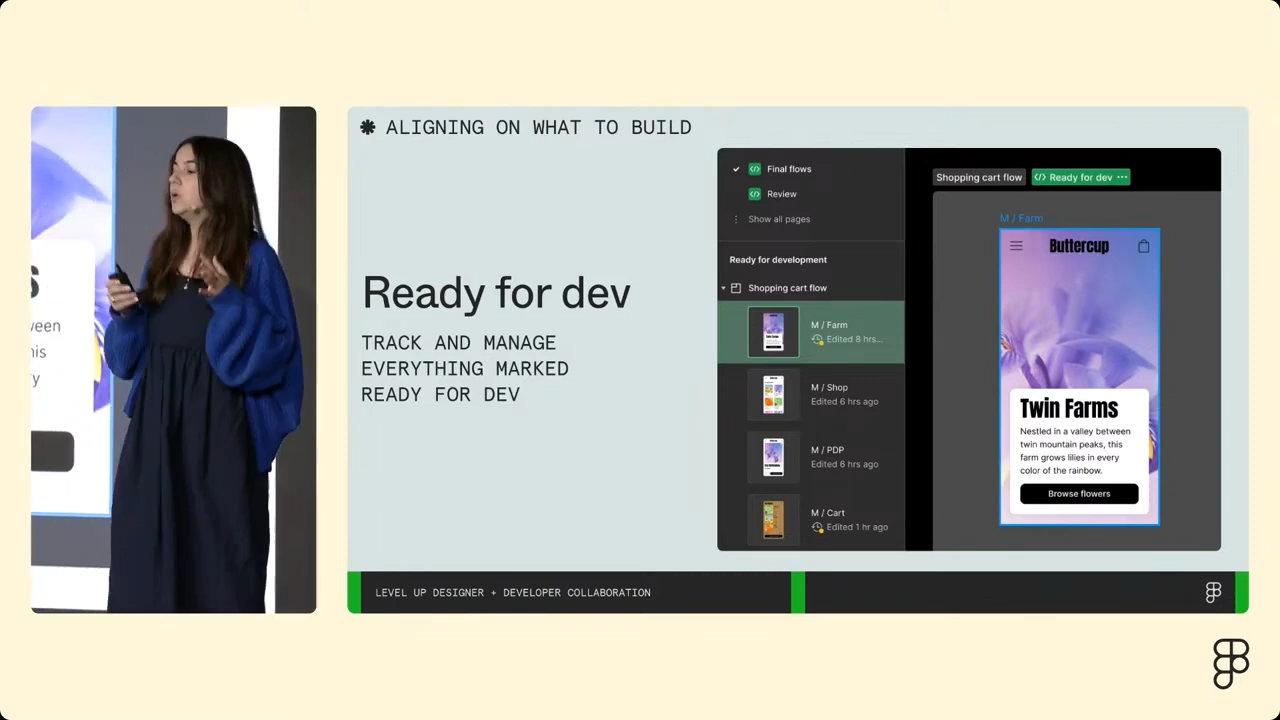 ALIGNING ON WHAT TO BUILD
Ready for dev
TRACK AND MANAGE
EVERYTHING MARKED
READY FOR DEV
Final flows
Review
Show all pages
Ready for development
Shopping cart flow
M / Farm
Edited 8 hrs...
M / Shop
Edited 6 hrs ago
M / PDP
Edited 6 hrs ago
M / Cart
Edited 1 hr ago
Shopping cart flow
Ready for dev ...
M / Farm
Buttercup
Twin Farms
Nestled in a valley between
twin mountain peaks, this
farm grows lilies in every
color of the rainbow.
Browse flowers
LEVEL UP DESIGNER + DEVELOPER COLLABORATION